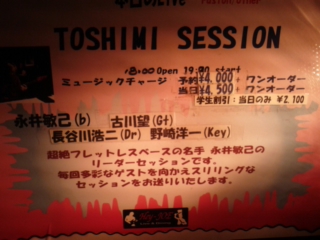 TOSHIMI SESSION
18:00 Open 19:00 start
ミュージックチャージ 予約¥4,000 + ワンオーダー
当日¥4,500 + ワンオーダー
学生割引：当日のみ ¥2,100
永井敏己(b) 古川望(Gt)
長谷川浩二(Dr) 野崎洋一(Key)
超絶フレットレスベースの名手 永井敏己の
リーダーセッションです。
毎回多彩なゲストを向かえスリリングな
セッションをお送りいたします。